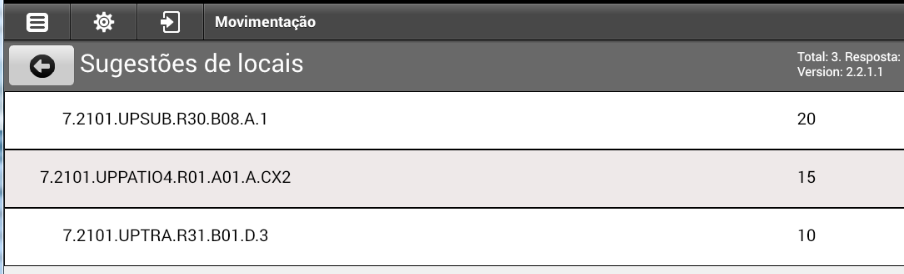 Movimentação
Sugestões de locais
Total: 3. Resposta:
Version: 2.2.1.1
7.2101.UPSUB.R30.B08.A.1 20
7.2101.UPPATIO4.R01.A01.A.CX2 15
7.2101.UPTRA.R31.B01.D.3 10